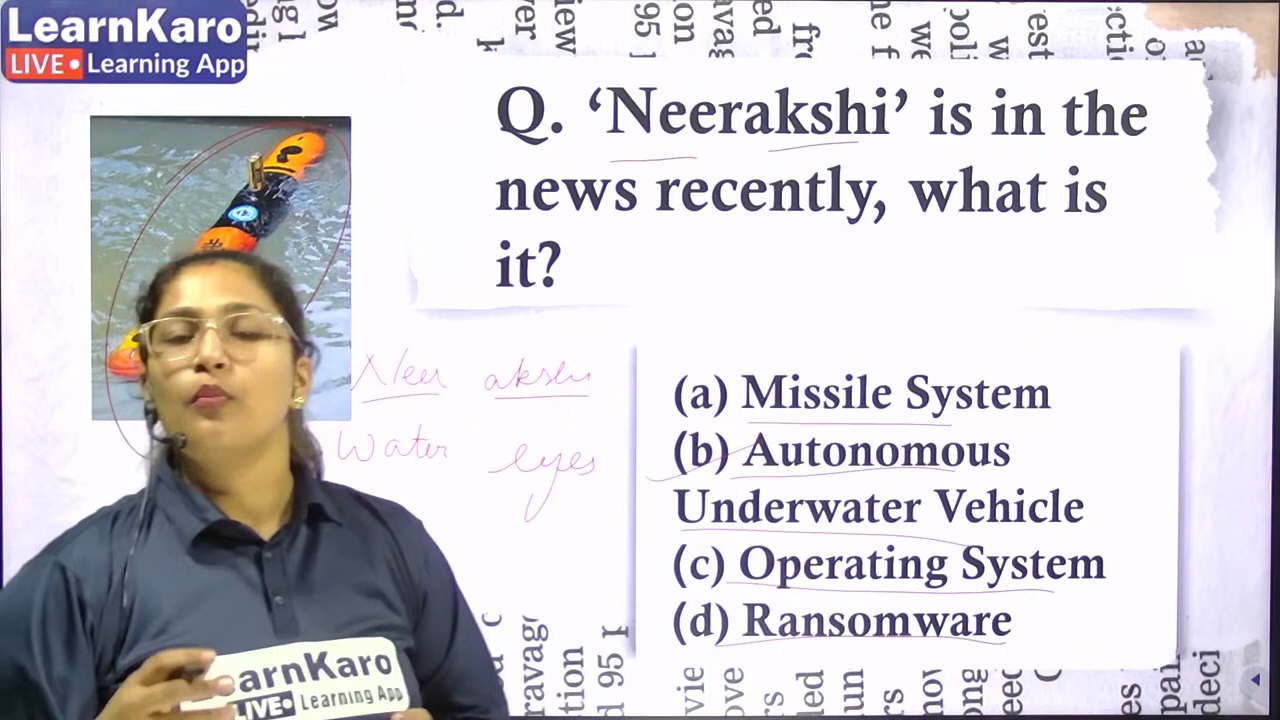 LearnKaro
LIVE• Learning App
Q. ‘Neerakshi’ is in the
news recently, what is
it?
Neer akshi
Water eyes
(a) Missile System
(b) Autonomous
Underwater Vehicle
(c) Operating System
(d) Ransomware
earnKaro
LIVE• Learning App